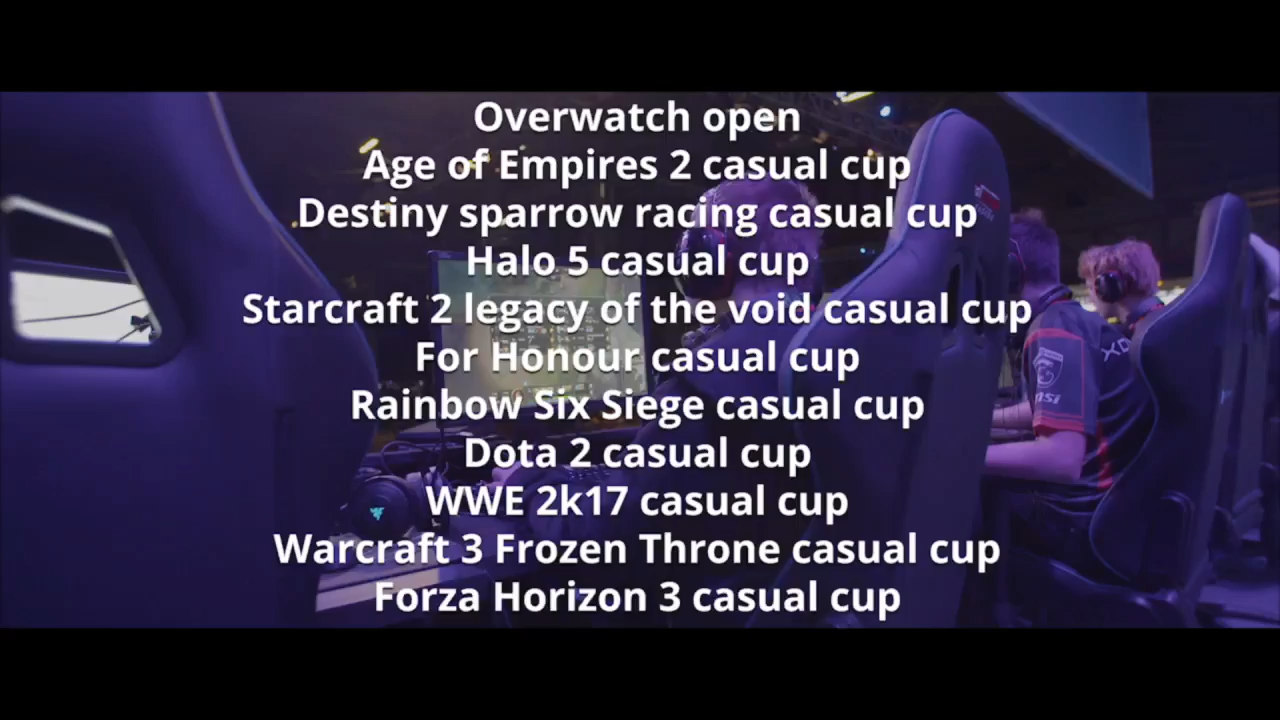 Overwatch open
Age of Empires 2 casual cup
Destiny sparrow racing casual cup
Halo 5 casual cup
Starcraft 2 legacy of the void casual cup
For Honour casual cup
Rainbow Six Siege casual cup
Dota 2 casual cup
WWE 2k17 casual cup
Warcraft 3 Frozen Throne casual cup
Forza Horizon 3 casual cup
msi